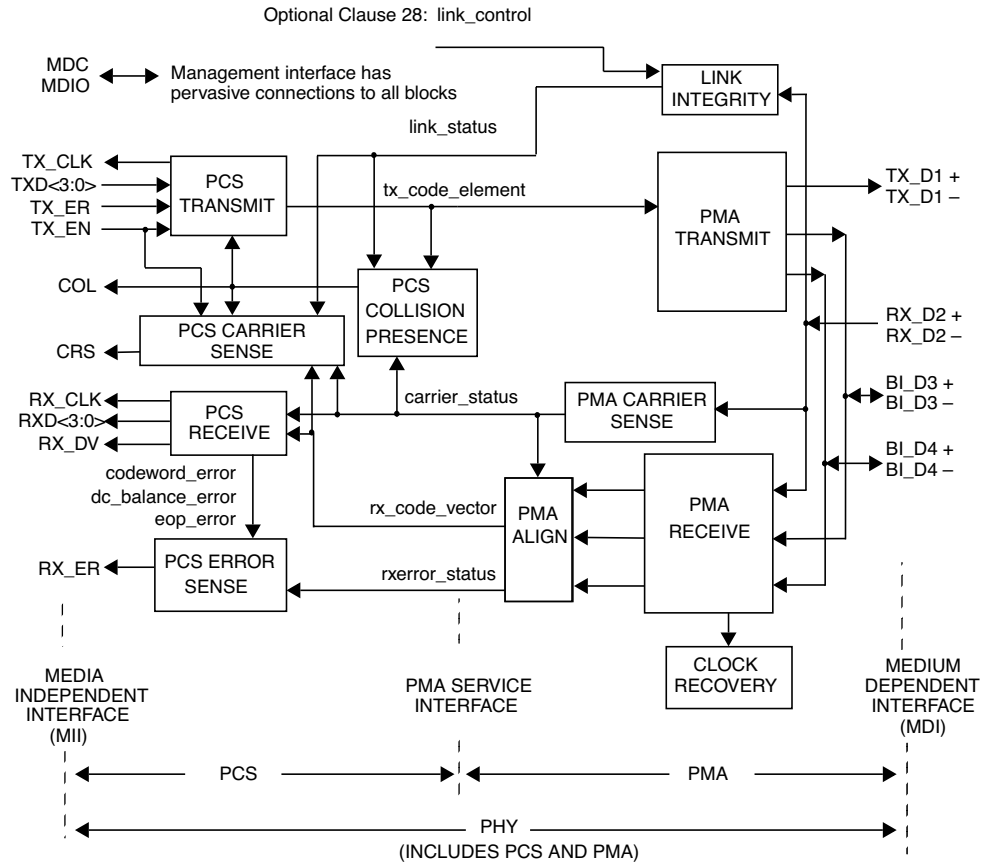 Optional Clause 28: link_control
MDC
MDIO
Management interface has
pervasive connections to all blocks
LINK
INTEGRITY
link_status
TX_CLK
TXD<3:0>
TX_ER
TX_EN
PCS
TRANSMIT
tx_code_element
PMA
TRANSMIT
TX_D1 +
TX_D1 –
COL
PCS
COLLISION
PRESENCE
PCS CARRIER
SENSE
CRS
RX_D2 +
RX_D2 –
RX_CLK
RXD<3:0>
RX_DV
PCS
RECEIVE
carrier_status
PMA CARRIER
SENSE
BI_D3 +
BI_D3 –
BI_D4 +
BI_D4 –
codeword_error
dc_balance_error
eop_error
rx_code_vector
PMA
ALIGN
PMA
RECEIVE
RX_ER
PCS ERROR
SENSE
rxerror_status
CLOCK
RECOVERY
MEDIA
INDEPENDENT
INTERFACE
(MII)
PMA SERVICE
INTERFACE
MEDIUM
DEPENDENT
INTERFACE
(MDI)
PCS
PMA
PHY
(INCLUDES PCS AND PMA)